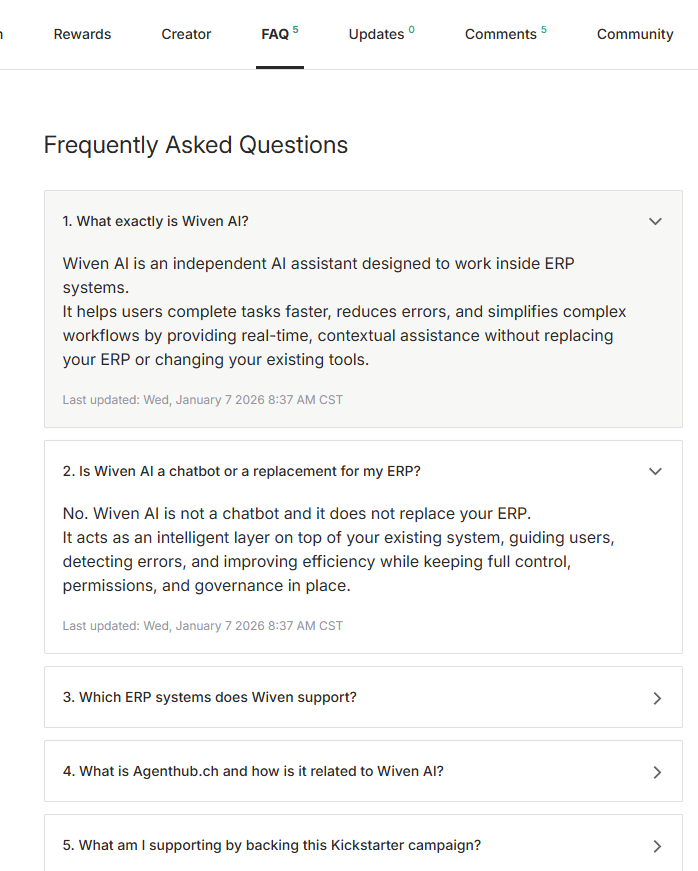 Rewards Creator FAQ 5 Updates 0 Comments 5 Community
Frequently Asked Questions
1. What exactly is Wiven AI?
Wiven AI is an independent AI assistant designed to work inside ERP
systems.
It helps users complete tasks faster, reduces errors, and simplifies complex
workflows by providing real-time, contextual assistance without replacing
your ERP or changing your existing tools.
Last updated: Wed, January 7 2026 8:37 AM CST
2. Is Wiven AI a chatbot or a replacement for my ERP?
No. Wiven AI is not a chatbot and it does not replace your ERP.
It acts as an intelligent layer on top of your existing system, guiding users,
detecting errors, and improving efficiency while keeping full control,
permissions, and governance in place.
Last updated: Wed, January 7 2026 8:37 AM CST
3. Which ERP systems does Wiven support?
4. What is Agenthub.ch and how is it related to Wiven AI?
5. What am I supporting by backing this Kickstarter campaign?